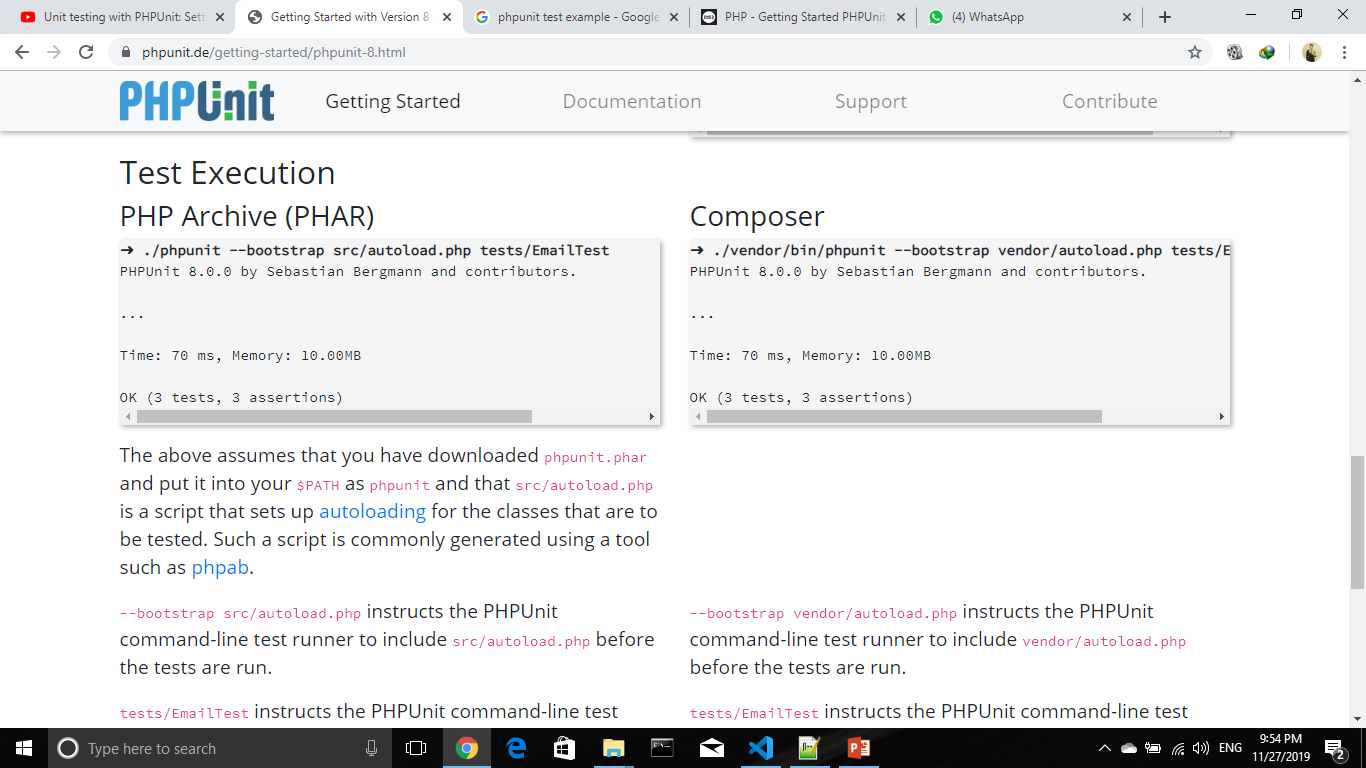 Unit testing with PHPUnit: Sett
Getting Started with Version 8
phpunit test example - Google
PHP - Getting Started PHPUnit
(4) WhatsApp
phpunit.de/getting-started/phpunit-8.html
PHPUnit
Getting Started
Documentation
Support
Contribute
Test Execution
PHP Archive (PHAR)
➜ ./phpunit --bootstrap src/autoload.php tests/EmailTest
PHPUnit 8.0.0 by Sebastian Bergmann and contributors.
...
Time: 70 ms, Memory: 10.00MB
OK (3 tests, 3 assertions)
The above assumes that you have downloaded phpunit.phar
and put it into your $PATH as phpunit and that src/autoload.php
is a script that sets up autoloading for the classes that are to
be tested. Such a script is commonly generated using a tool
such as phpab.
--bootstrap src/autoload.php instructs the PHPUnit
command-line test runner to include src/autoload.php before
the tests are run.
tests/EmailTest instructs the PHPUnit command-line test
Composer
➜ ./vendor/bin/phpunit --bootstrap vendor/autoload.php tests/E
PHPUnit 8.0.0 by Sebastian Bergmann and contributors.
...
Time: 70 ms, Memory: 10.00MB
OK (3 tests, 3 assertions)
--bootstrap vendor/autoload.php instructs the PHPUnit
command-line test runner to include vendor/autoload.php
before the tests are run.
tests/EmailTest instructs the PHPUnit command-line test
Type here to search
ENG
9:54 PM
11/27/2019
2